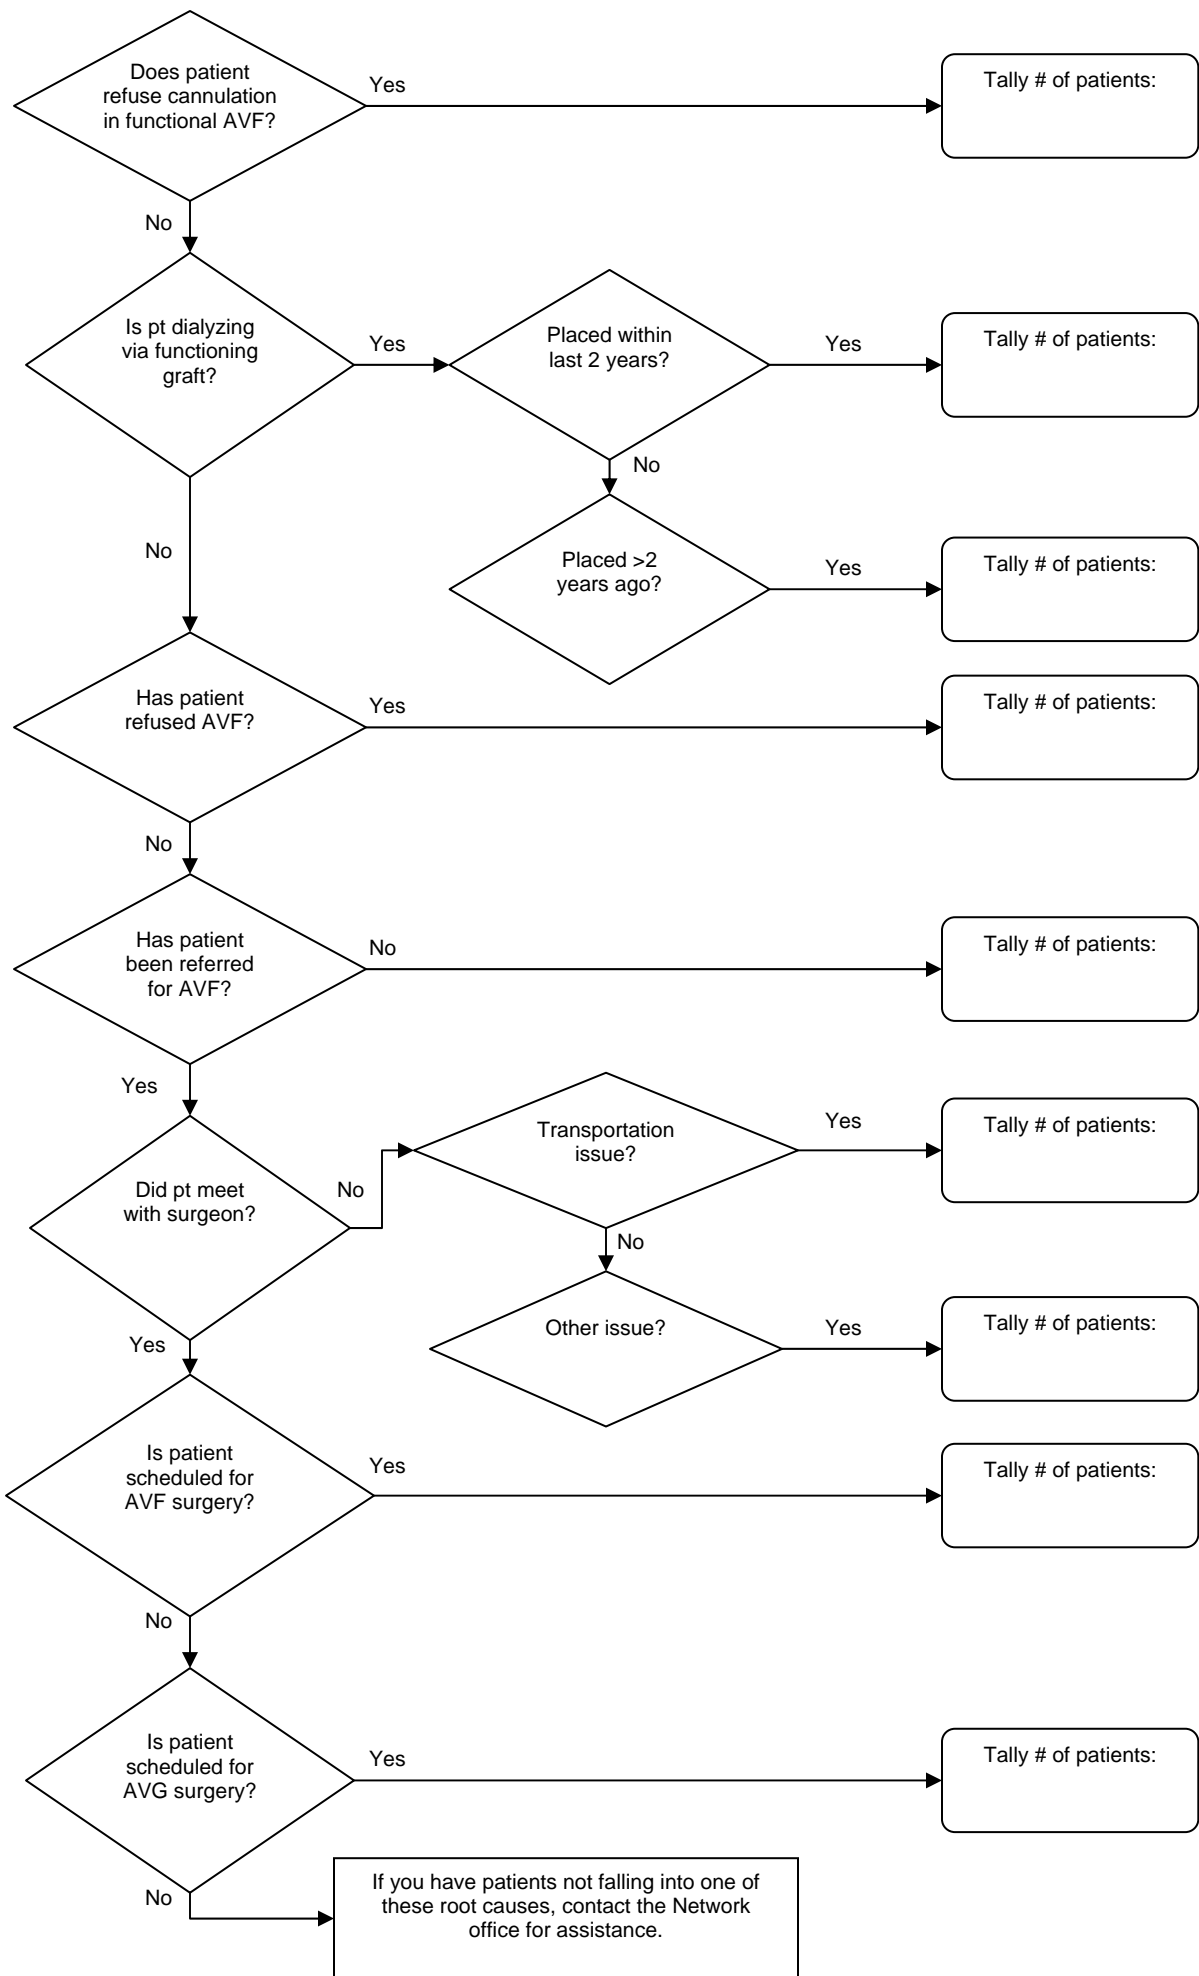 Does patient
refuse cannulation
in functional AVF?
Yes
Tally # of patients:
No
Is pt dialyzing
via functioning
graft?
Yes
Placed within
last 2 years?
Yes
Tally # of patients:
No
No
Placed >2
years ago?
Yes
Tally # of patients:
Has patient
refused AVF?
Yes
Tally # of patients:
No
Has patient
been referred
for AVF?
No
Tally # of patients:
Yes
Did pt meet
with surgeon?
No
Transportation
issue?
Yes
Tally # of patients:
No
Other issue?
Yes
Tally # of patients:
Yes
Is patient
scheduled for
AVF surgery?
Yes
Tally # of patients:
No
Is patient
scheduled for
AVG surgery?
Yes
Tally # of patients:
No
If you have patients not falling into one of
these root causes, contact the Network
office for assistance.